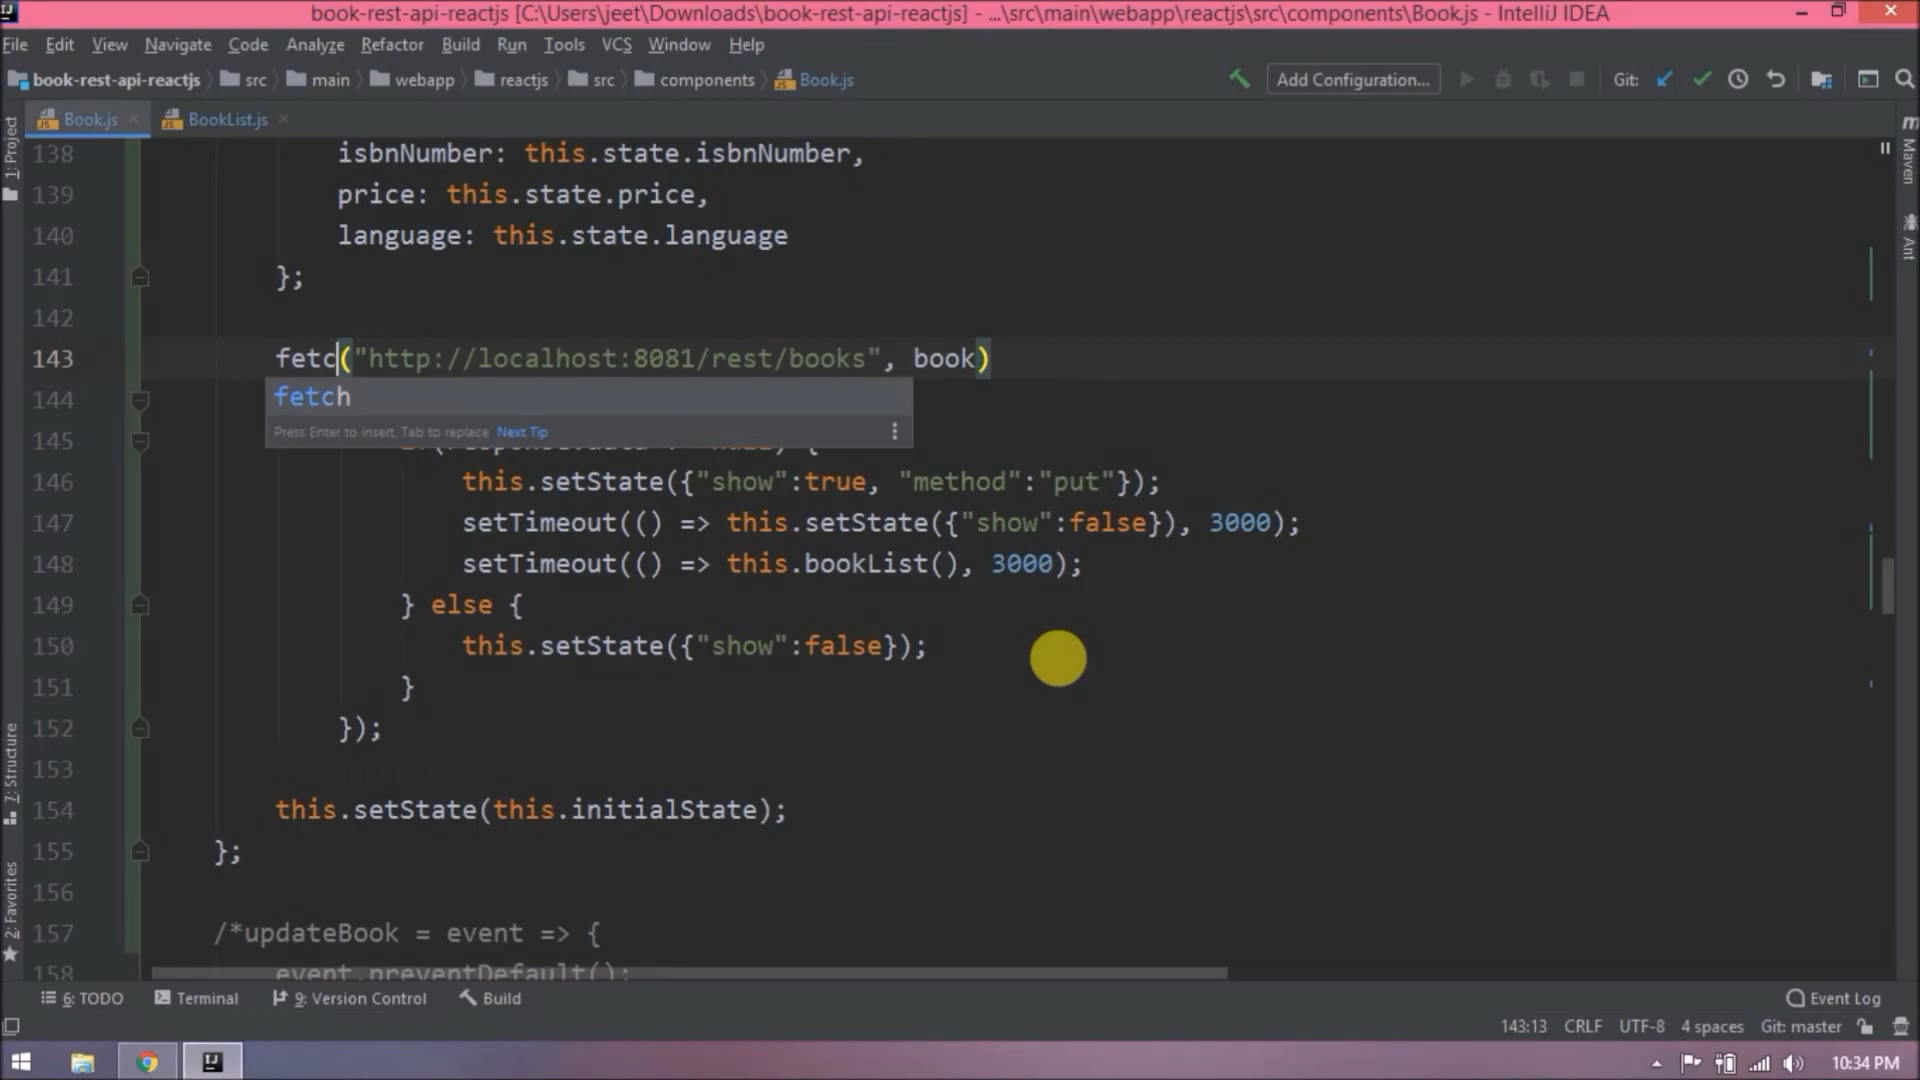 book-rest-api-reactjs [C:\Users\jeet\Downloads\book-rest-api-reactjs] - ...\src\main\webapp\reactjs\src\components\Book.js - IntelliJ IDEA
File Edit View Navigate Code Analyze Refactor Build Run Tools VCS Window Help
book-rest-api-reactjs src main webapp reactjs src components Book.js Add Configuration... Git:
Book.js BookList.js
1: Project
7: Structure
2: Favorites
Maven
Ant
138 isbnNumber: this.state.isbnNumber,
139 price: this.state.price,
140 language: this.state.language
141 };
142
143 fetc("http://localhost:8081/rest/books", book)
144 fetch
Press Enter to insert, Tab to replace Next Tip
145
146 this.setState({"show":true, "method":"put"});
147 setTimeout(() => this.setState({"show":false}), 3000);
148 setTimeout(() => this.bookList(), 3000);
149 } else {
150 this.setState({"show":false});
151 }
152 });
153
154 this.setState(this.initialState);
155 };
156
157 /*updateBook = event => {
158 event.preventDefault();
6: TODO Terminal 9: Version Control Build Event Log
143:13 CRLF UTF-8 4 spaces Git: master
10:34 PM